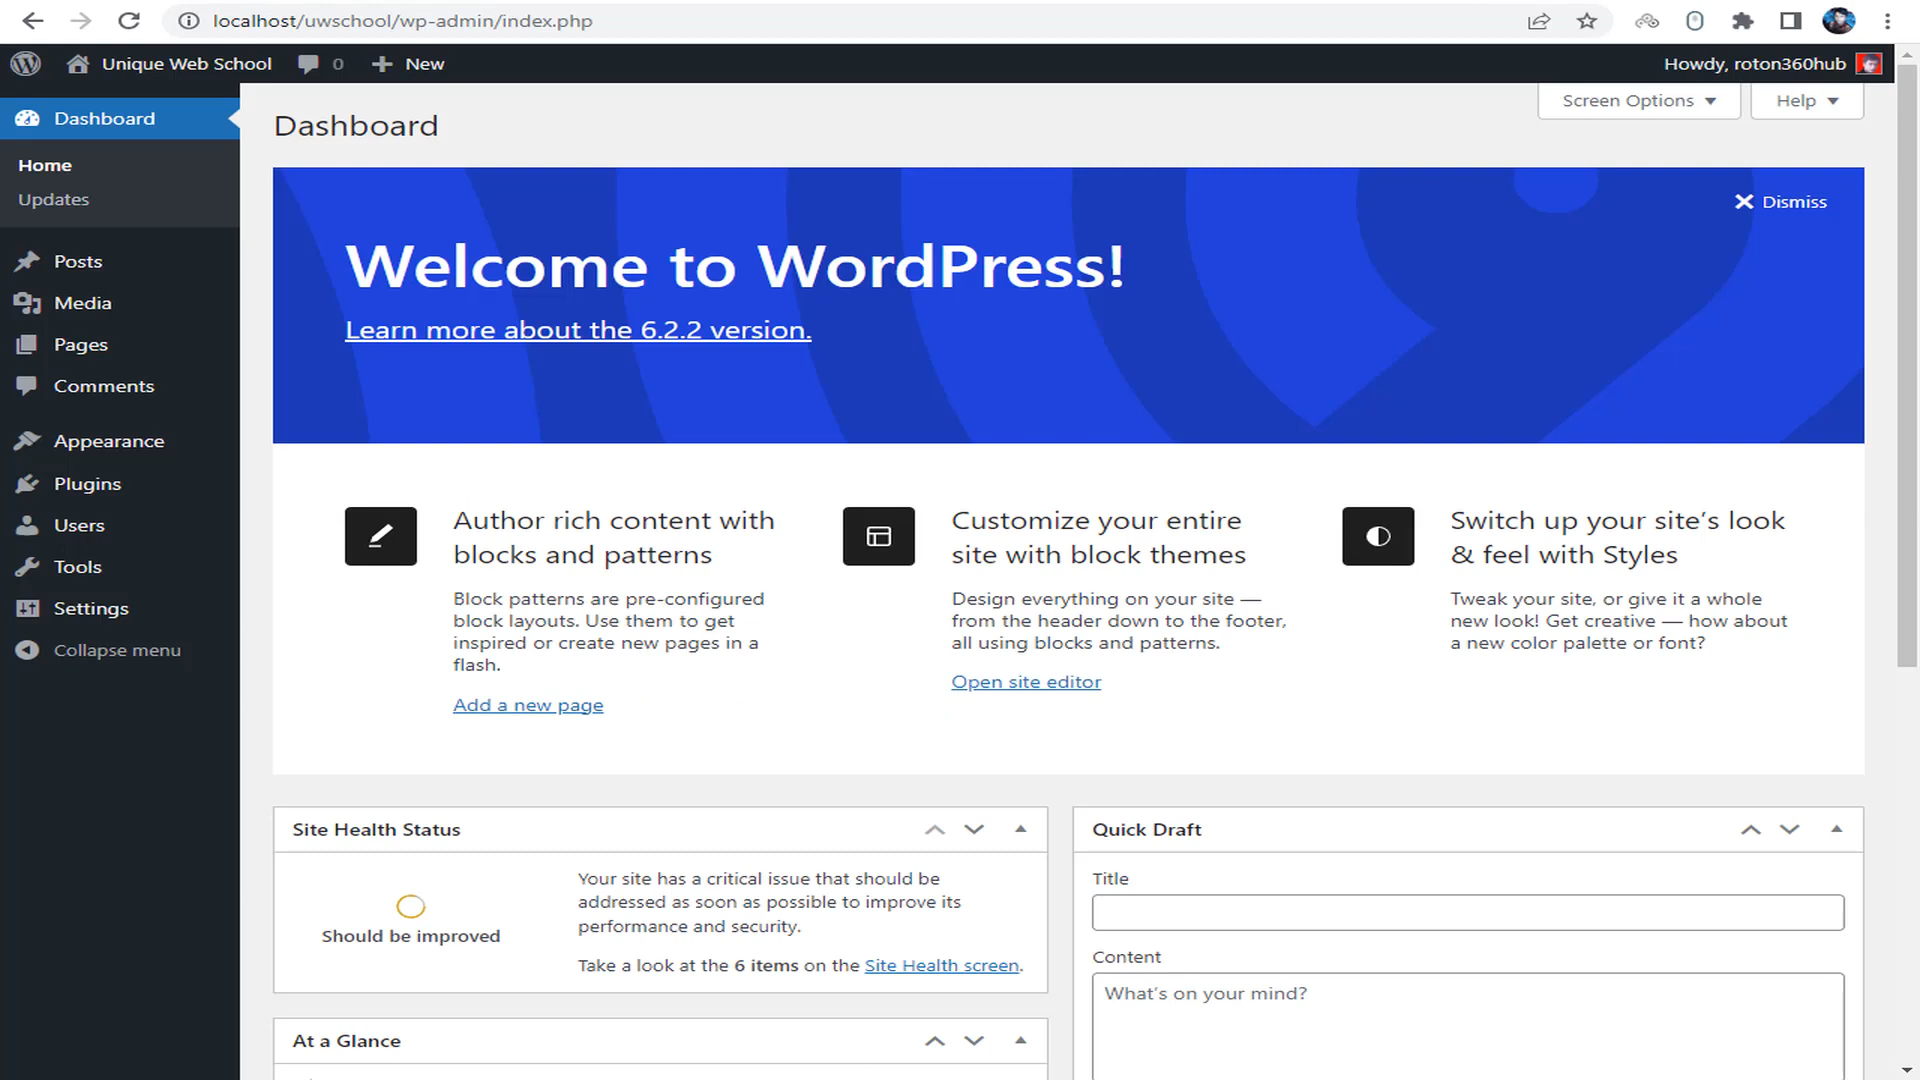 localhost/uwschool/wp-admin/index.php
Unique Web School
0
New
Howdy, roton360hub
Dashboard
Home
Updates
Posts
Media
Pages
Comments
Appearance
Plugins
Users
Tools
Settings
Collapse menu
Screen Options
Help
Dashboard
Dismiss
Welcome to WordPress!
Learn more about the 6.2.2 version.
Author rich content with
blocks and patterns
Block patterns are pre-configured
block layouts. Use them to get
inspired or create new pages in a
flash.
Add a new page
Customize your entire
site with block themes
Design everything on your site —
from the header down to the footer,
all using blocks and patterns.
Open site editor
Switch up your site’s look
& feel with Styles
Tweak your site, or give it a whole
new look! Get creative — how about
a new color palette or font?
Site Health Status
Should be improved
Your site has a critical issue that should be
addressed as soon as possible to improve its
performance and security.
Take a look at the 6 items on the Site Health screen.
At a Glance
Quick Draft
Title
Content
What’s on your mind?